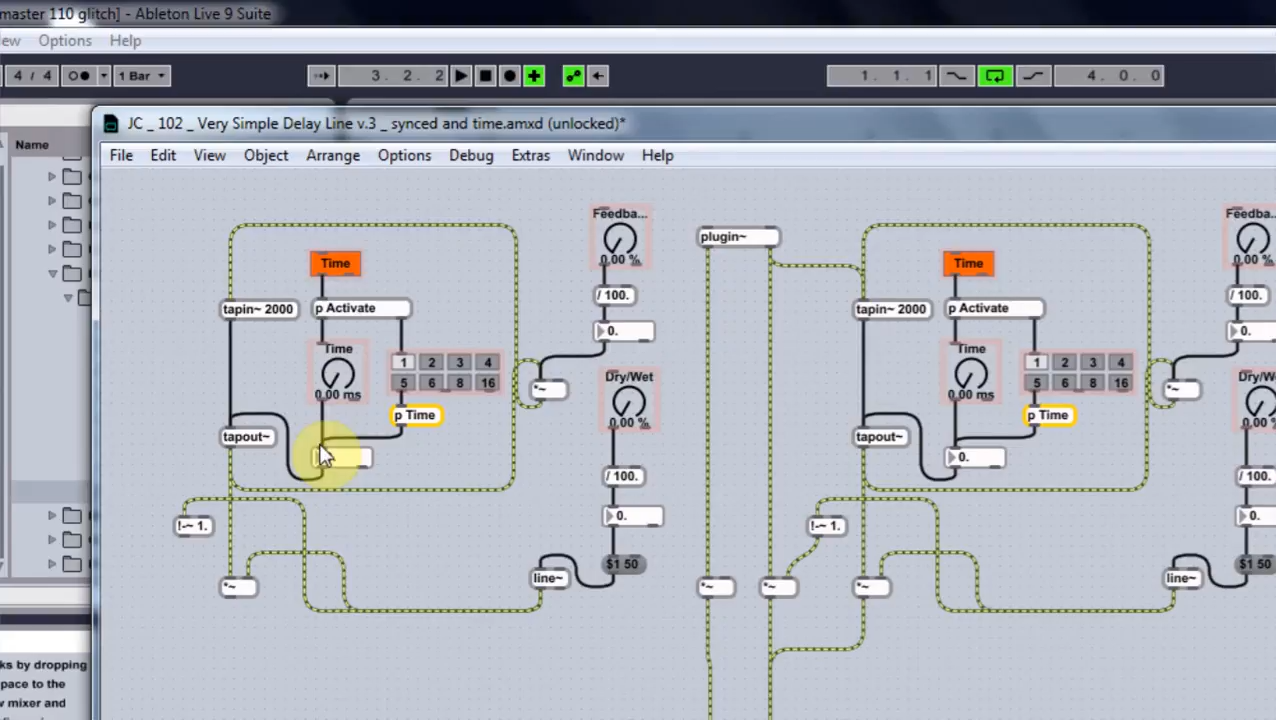 master 110 glitch] - Ableton Live 9 Suite
ew Options Help
4 / 4 1 Bar 3. 2. 2 1. 1. 1 4. 0. 0
Name
JC _ 102 _ Very Simple Delay Line v.3 _ synced and time.amxd (unlocked)*
File Edit View Object Arrange Options Debug Extras Window Help
Feedba...
0.00 %
/ 100.
0.
Time
tapin~ 2000
p Activate
Time
0.00 ms
1 2 3 4
5 6 8 16
p Time
*~
Dry/Wet
0.00 %
tapout~
/ 100.
0.
!-~ 1.
$1 50
*~
line~
plugin~
Feedba...
0.00 %
/ 100.
0.
Time
tapin~ 2000
p Activate
Time
0.00 ms
1 2 3 4
5 6 8 16
p Time
*~
Dry/We
0.00 %
tapout~
0.
/ 100.
0.
!-~ 1.
$1 50
*~
*~
*~
line~
ks by dropping
pace to the
w mixer and